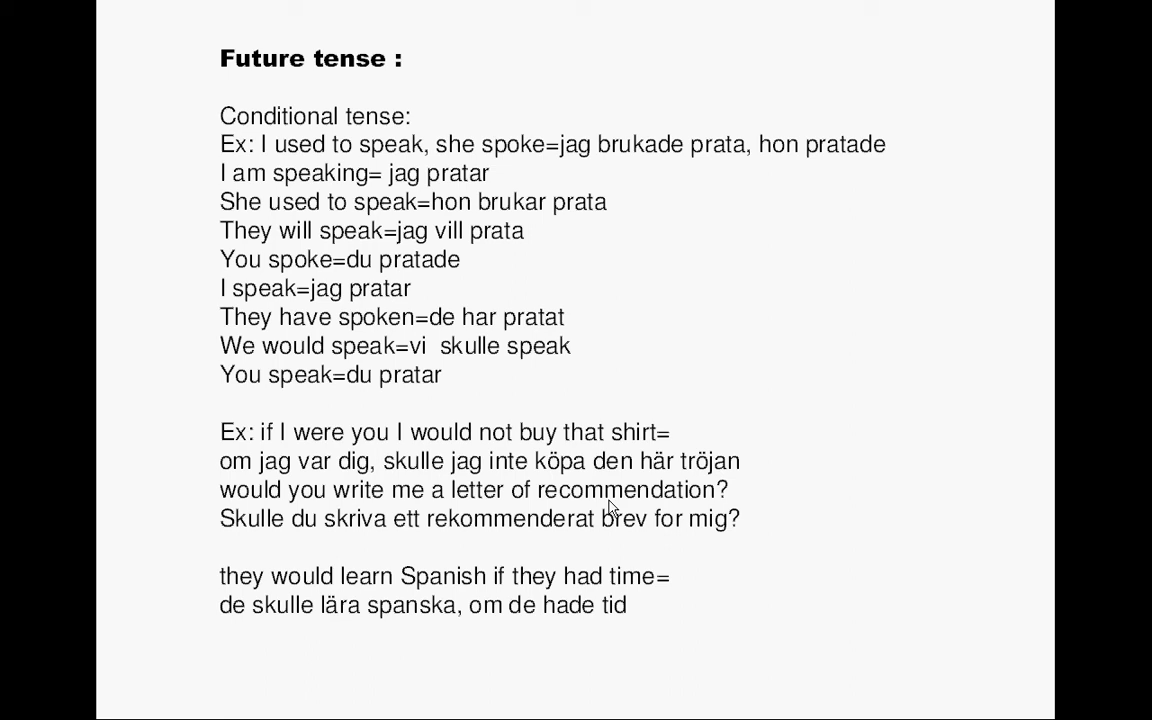 Future tense :
Conditional tense:
Ex: I used to speak, she spoke=jag brukade prata, hon pratade
I am speaking= jag pratar
She used to speak=hon brukar prata
They will speak=jag vill prata
You spoke=du pratade
I speak=jag pratar
They have spoken=de har pratat
We would speak=vi  skulle speak
You speak=du pratar
Ex: if I were you I would not buy that shirt=
om jag var dig, skulle jag inte köpa den här tröjan
would you write me a letter of recommendation?
Skulle du skriva ett rekommenderat brev for mig?
they would learn Spanish if they had time=
de skulle lära spanska, om de hade tid